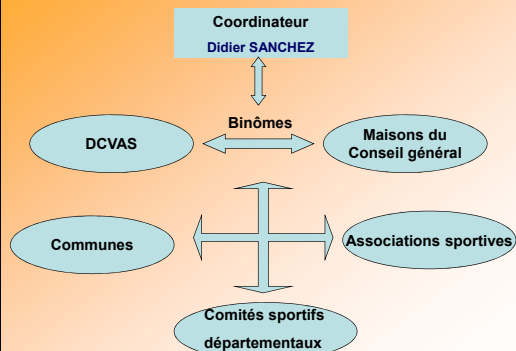 Coordinateur
Didier SANCHEZ
Binômes
DCVAS
Maisons du
Conseil général
Communes
Associations sportives
Comités sportifs
départementaux